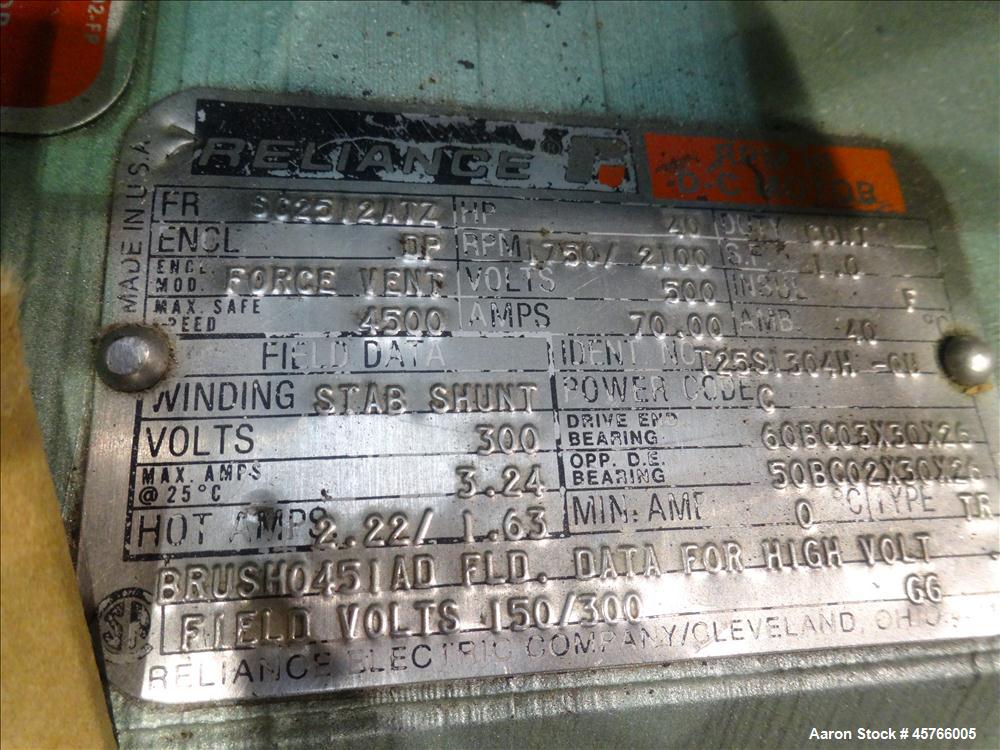 2-FP
MADE IN U.S.A.
RELIANCE ®
D-C MOTOR
FR SC2512ATZ HP 40 DUTY CONT
ENCL DP RPM 1750/ 2100 S.F. 1.0
ENCL. MOD. FORCE VENT VOLTS 500 INSUL F
MAX. SAFE SPEED 4500 AMPS 70.00 AMB. 40 °C
FIELD DATA IDENT NO. T25S1304H -QU
WINDING STAB SHUNT POWER CODE C
VOLTS 300 DRIVE END BEARING 60BC03X30X26
MAX. AMPS @ 25°C 3.24 OPP. D.E. BEARING 50BC02X30X26
HOT AMPS 2.22/ 1.63 MIN. AMB 0 °C TYPE TR
BRUSH0451AD FLD. DATA FOR HIGH VOLT
FIELD VOLTS 150/300 GG
RELIANCE ELECTRIC COMPANY/CLEVELAND, OHIO
Aaron Stock # 45766005